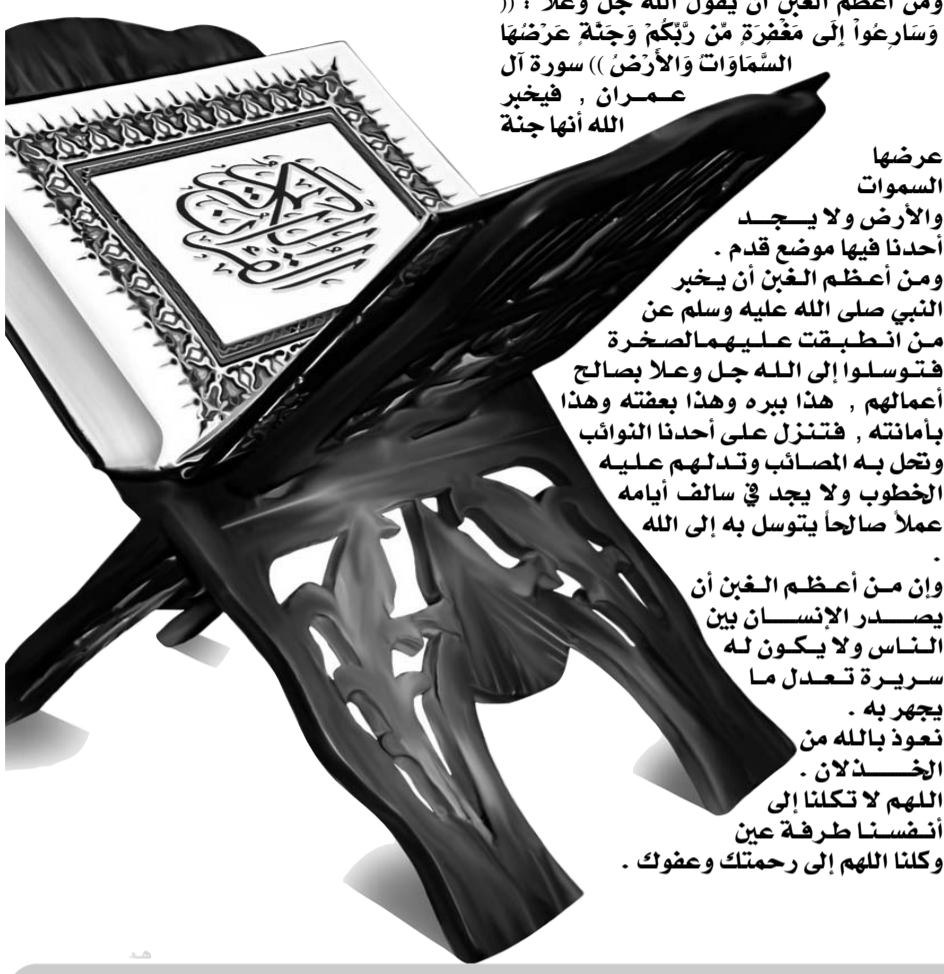 ومن أعظم الغبن أن يقول الله جل وعلا : ((
وَسَارِعُواْ إِلَى مَغْفِرَةٍ مِّن رَّبِّكُمْ وَجَنَّةٍ عَرْضُهَا
السَّمَاوَاتُ وَالأَرْضُ )) سورة آل
عمران , فيخبر
الله أنها جنة
عرضها
السموات
والأرض ولا يجد
أحدنا فيها موضع قدم .
ومن أعظم الغبن أن يخبر
النبي صلى الله عليه وسلم عن
من انطبقت عليهمالصخرة
فتوسلوا إلى الله جل وعلا بصالح
أعمالهم , هذا ببره وهذا بعفته وهذا
بأمانته , فتنزل على أحدنا النوائب
وتحل به المصائب وتدلهم عليه
الخطوب ولا يجد في سالف أيامه
عملاً صالحاً يتوسل به إلى الله
.
وإن من أعظم الغبن أن
يصدر الإنسان بين
الناس ولا يكون له
سريرة تعدل ما
يجهر به .
نعوذ بالله من
الخذلان .
اللهم لا تكلنا إلى
أنفسنا طرفة عين
وكلنا اللهم إلى رحمتك وعفوك .
القرآن الكريم